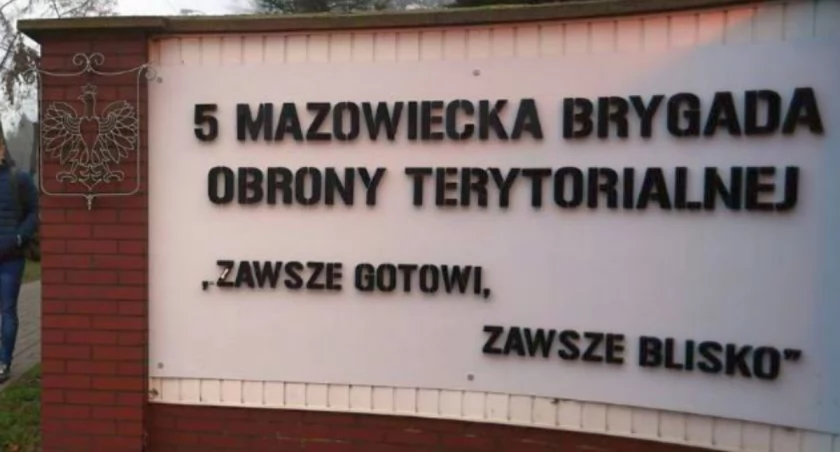 5 MAZOWIECKA BRYGADA
OBRONY TERYTORIALNEJ
„ZAWSZE GOTOWI,
ZAWSZE BLISKO”